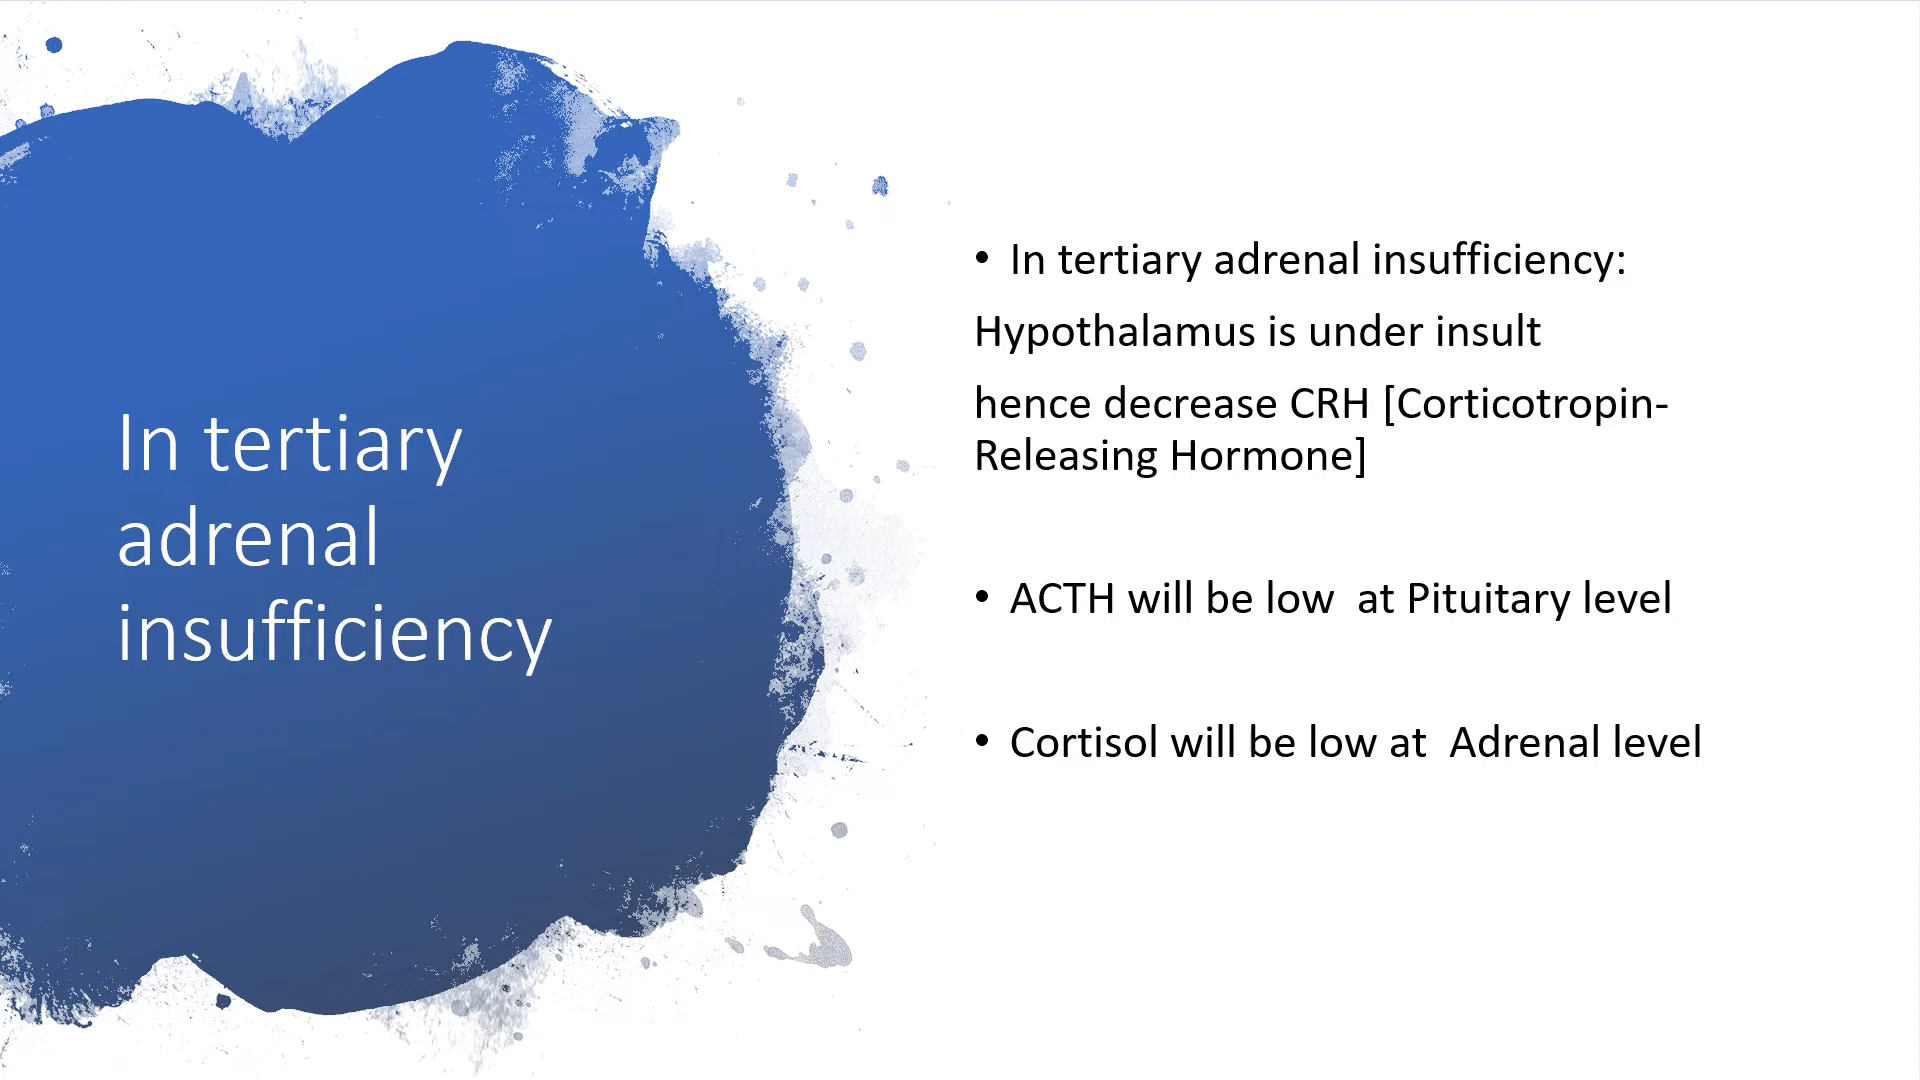 In tertiary
adrenal
insufficiency
• In tertiary adrenal insufficiency:
Hypothalamus is under insult
hence decrease CRH [Corticotropin-
Releasing Hormone]
• ACTH will be low  at Pituitary level
• Cortisol will be low at  Adrenal level